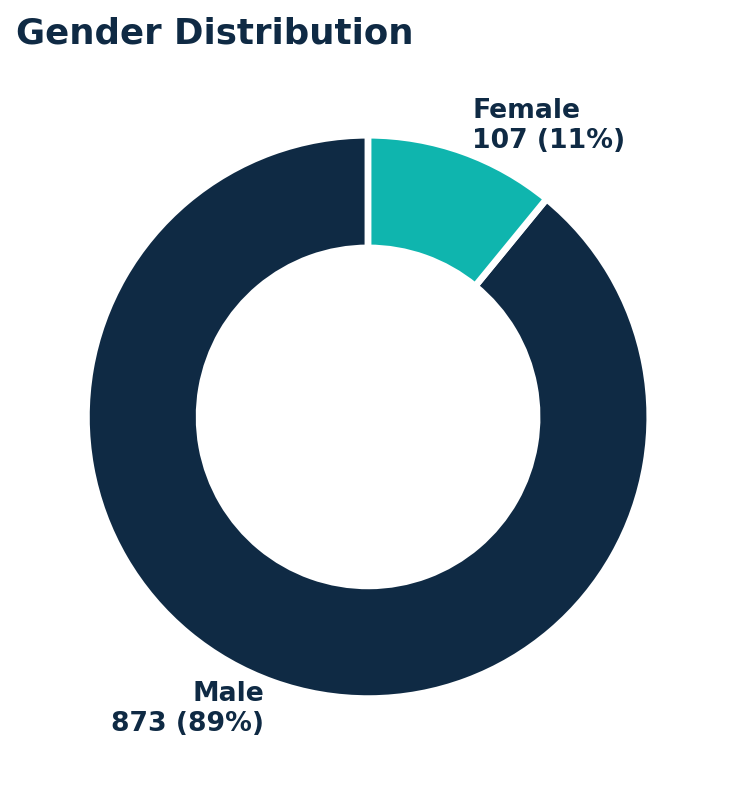 Gender Distribution
Female
107 (11%)
Male
873 (89%)